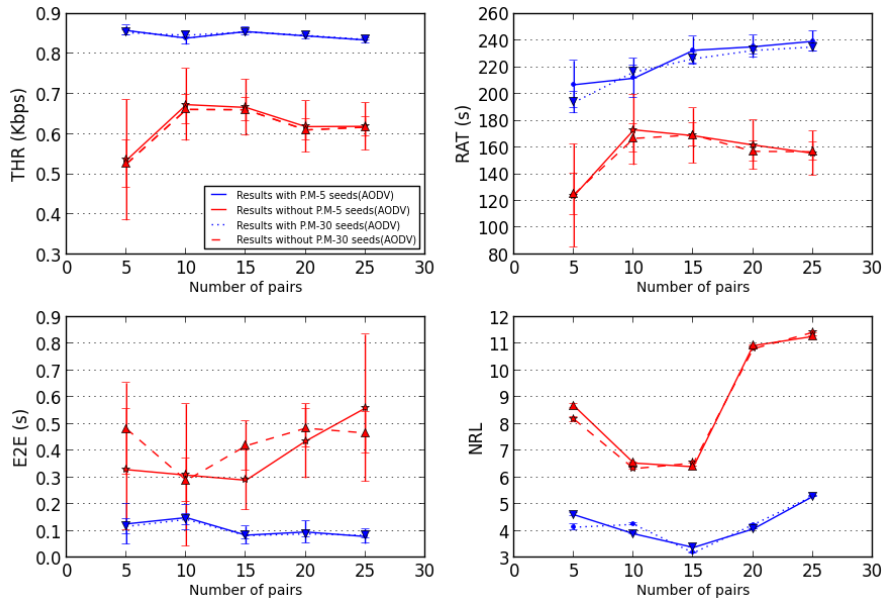 0.9
0.8
0.7
0.6
0.5
0.4
0.3
THR (Kbps)
0 5 10 15 20 25 30
Number of pairs
Results with P.M-5 seeds(AODV)
Results without P.M-5 seeds(AODV)
Results with P.M-30 seeds(AODV)
Results without P.M-30 seeds(AODV)
260
240
220
200
180
160
140
120
100
80
RAT (s)
0 5 10 15 20 25 30
Number of pairs
0.9
0.8
0.7
0.6
0.5
0.4
0.3
0.2
0.1
0.0
E2E (s)
0 5 10 15 20 25 30
Number of pairs
12
11
10
9
8
7
6
5
4
3
NRL
0 5 10 15 20 25 30
Number of pairs